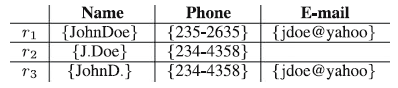 Name Phone E-mail
r1 {JohnDoe} {235-2635} {jdoe@yahoo}
r2 {J.Doe} {234-4358}
r3 {JohnD.} {234-4358} {jdoe@yahoo}